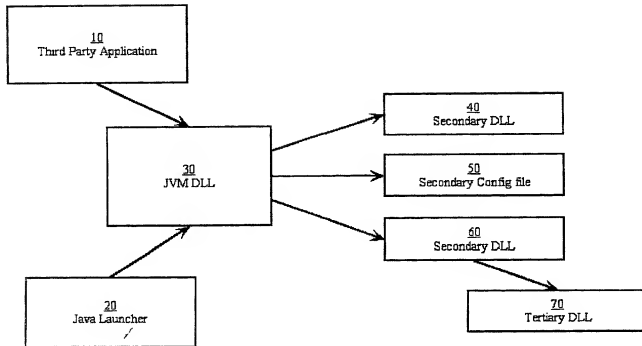 10
Third Party Application
40
Secondary DLL
30
JVM DLL
50
Secondary Config file
60
Secondary DLL
20
Java Launcher
70
Tertiary DLL